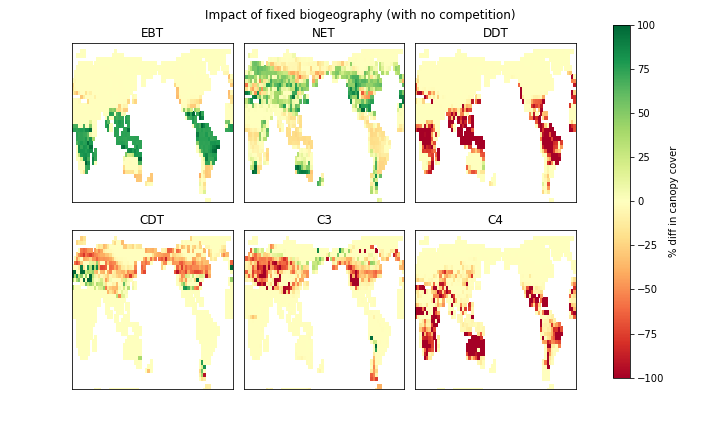 Impact of fixed biogeography (with no competition)
EBT
NET
DDT
CDT
C3
C4
100
75
50
25
0
−25
−50
−75
−100
% diff in canopy cover